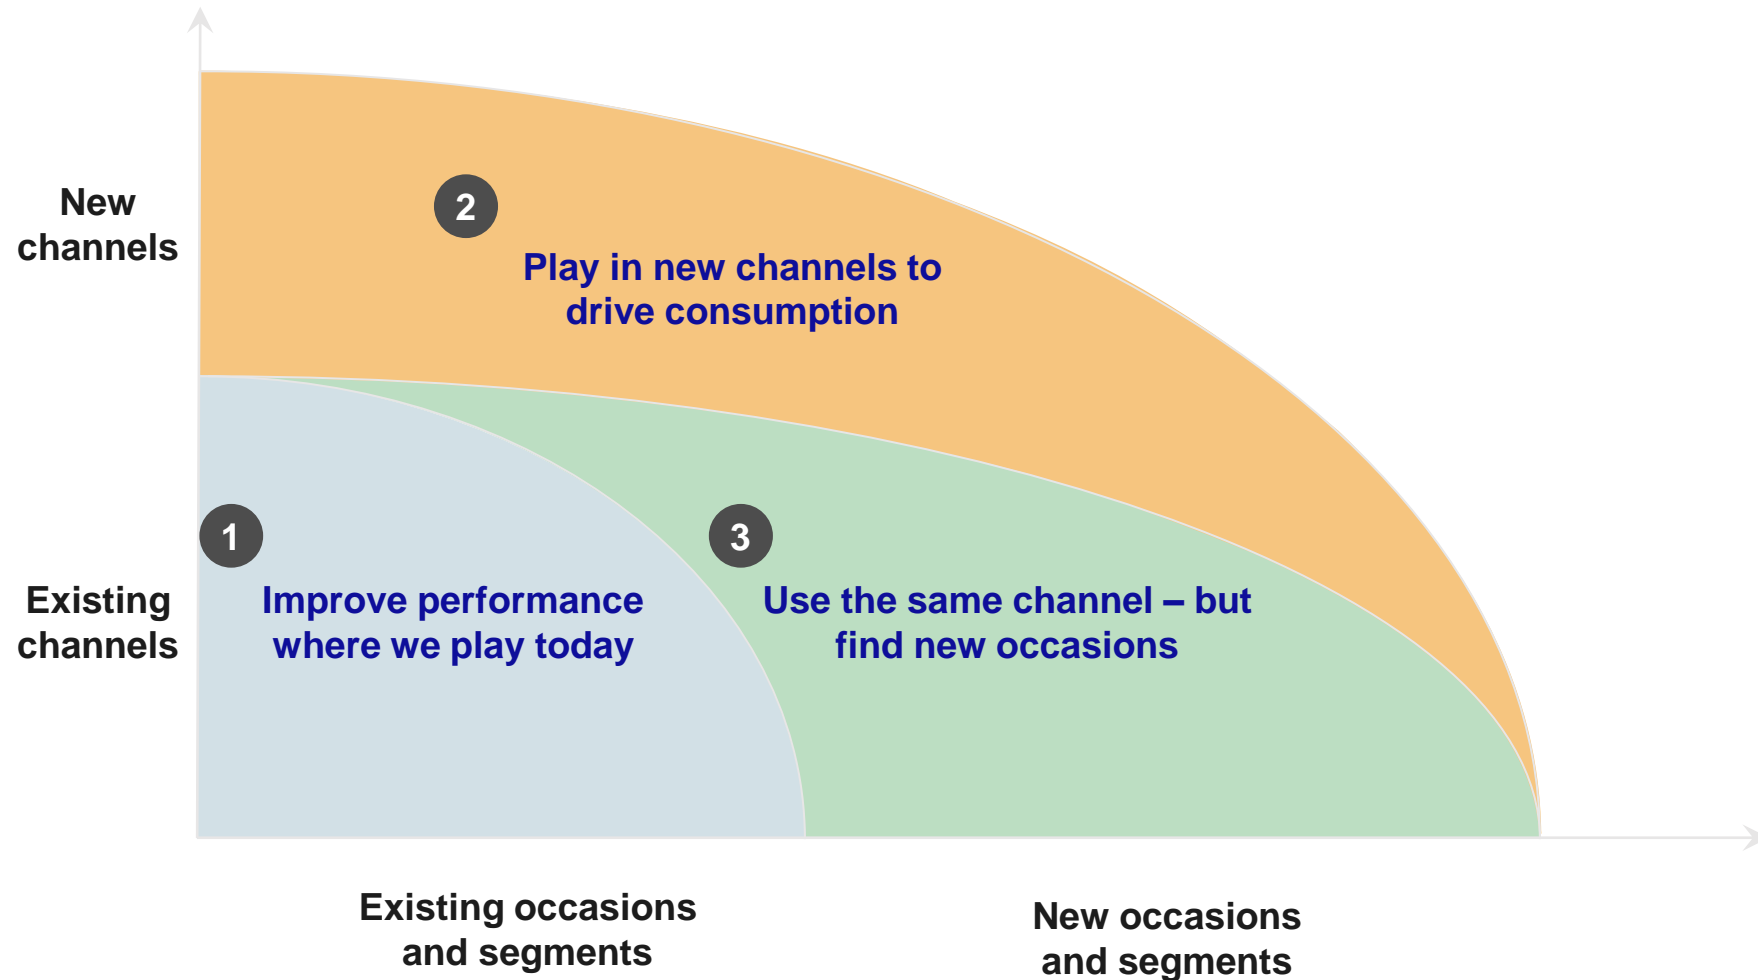 New
channels
2
Play in new channels to
drive consumption
1
3
Existing
channels
Improve performance
where we play today
Use the same channel – but
find new occasions
Existing occasions
and segments
New occasions
and segments